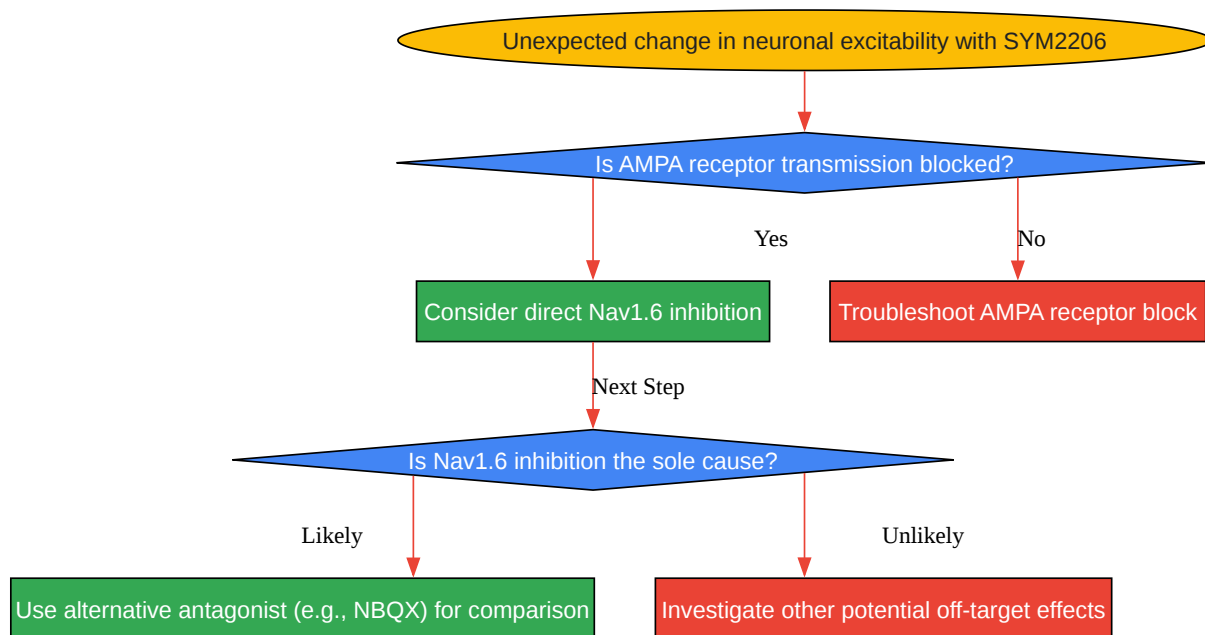 Unexpected change in neuronal excitability with SYM2206
Is AMPA receptor transmission blocked?
Yes
No
Consider direct Nav1.6 inhibition
Troubleshoot AMPA receptor block
Next Step
Is Nav1.6 inhibition the sole cause?
Likely
Unlikely
Use alternative antagonist (e.g., NBQX) for comparison
Investigate other potential off-target effects